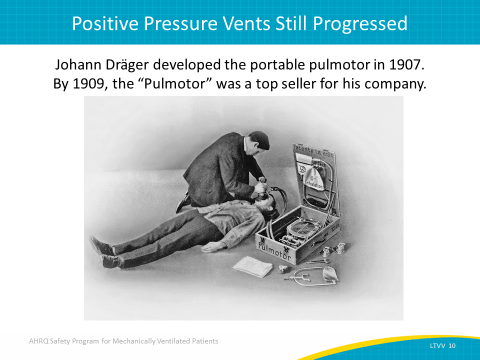 Positive Pressure Vents Still Progressed
Johann Dräger developed the portable pulmotor in 1907.
By 1909, the “Pulmotor” was a top seller for his company.
Pulmotor
AHRQ Safety Program for Mechanically Ventilated Patients
LTVV 10